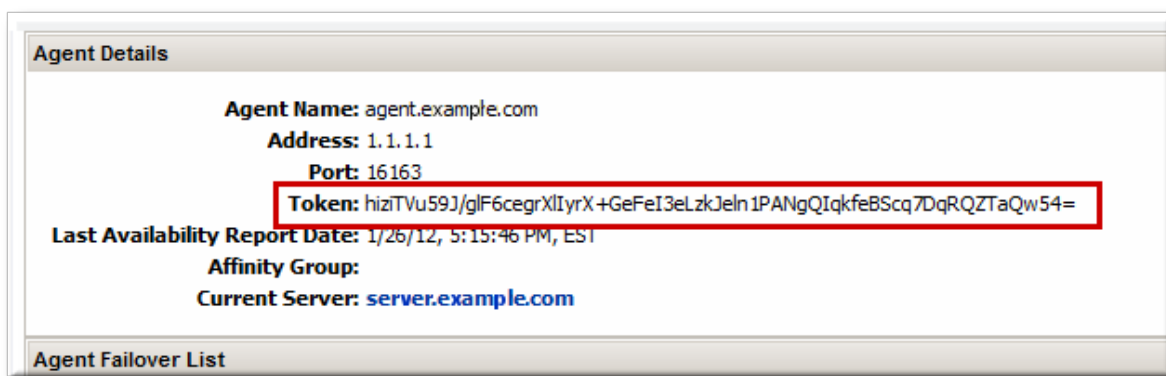 Agent Details
Agent Name: agent.example.com
Address: 1.1.1.1
Port: 16163
Token: hiziTVu59J/glF6cegrXlIyrX+GeFeI3eLzkJeln1PANgQIqkfeBScq7DqRQZTaQw54=
Last Availability Report Date: 1/26/12, 5:15:46 PM, EST
Affinity Group:
Current Server: server.example.com
Agent Failover List